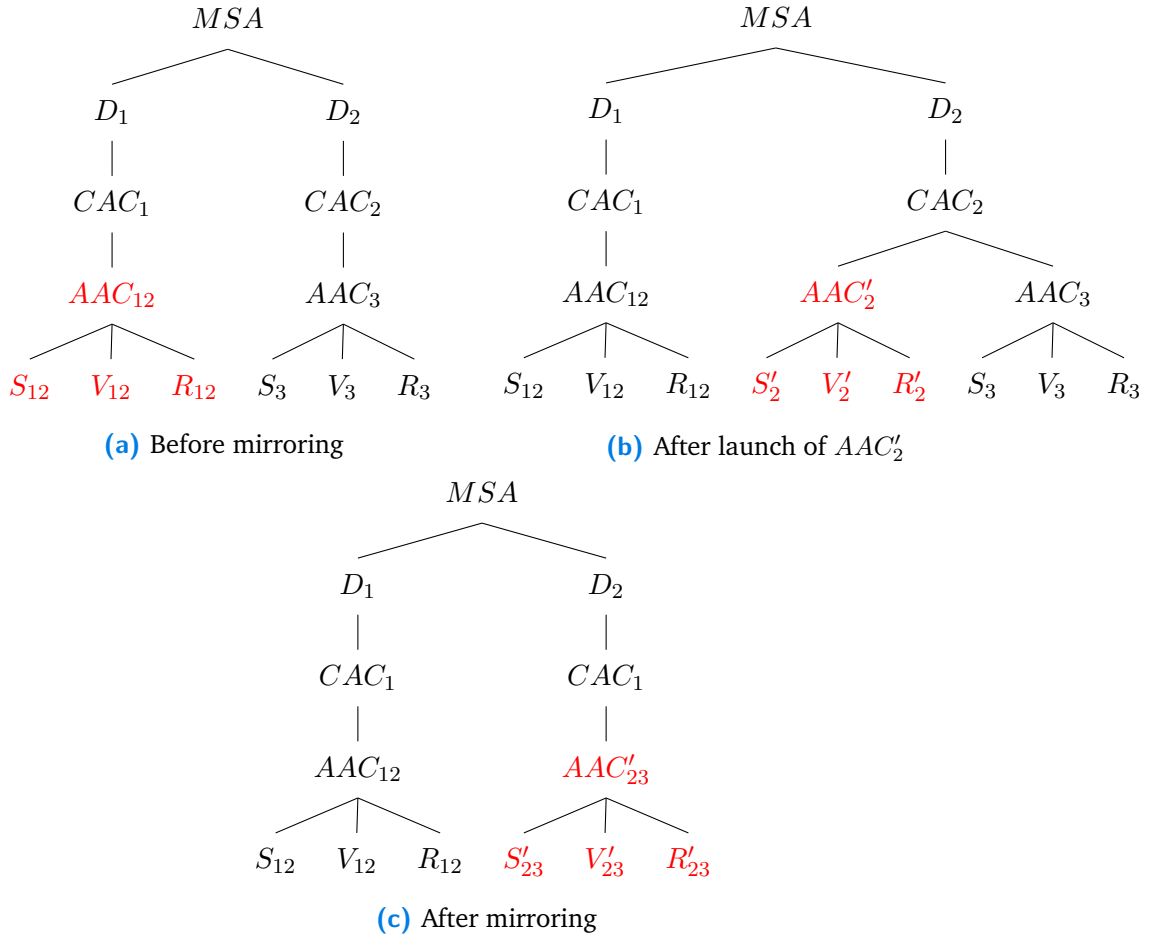 MSA MSA
D₁ D₂ D₁ D₂
CAC₁ CAC₂ CAC₁ CAC₂
AAC₁₂ AAC₃ AAC₁₂ AAC′₂ AAC₃
S₁₂ V₁₂ R₁₂ S₃ V₃ R₃ S₁₂ V₁₂ R₁₂ S′₂ V′₂ R′₂ S₃ V₃ R₃
(a) Before mirroring (b) After launch of AAC′₂
MSA
D₁ D₂
CAC₁ CAC₁
AAC₁₂ AAC′₂₃
S₁₂ V₁₂ R₁₂ S′₂₃ V′₂₃ R′₂₃
(c) After mirroring